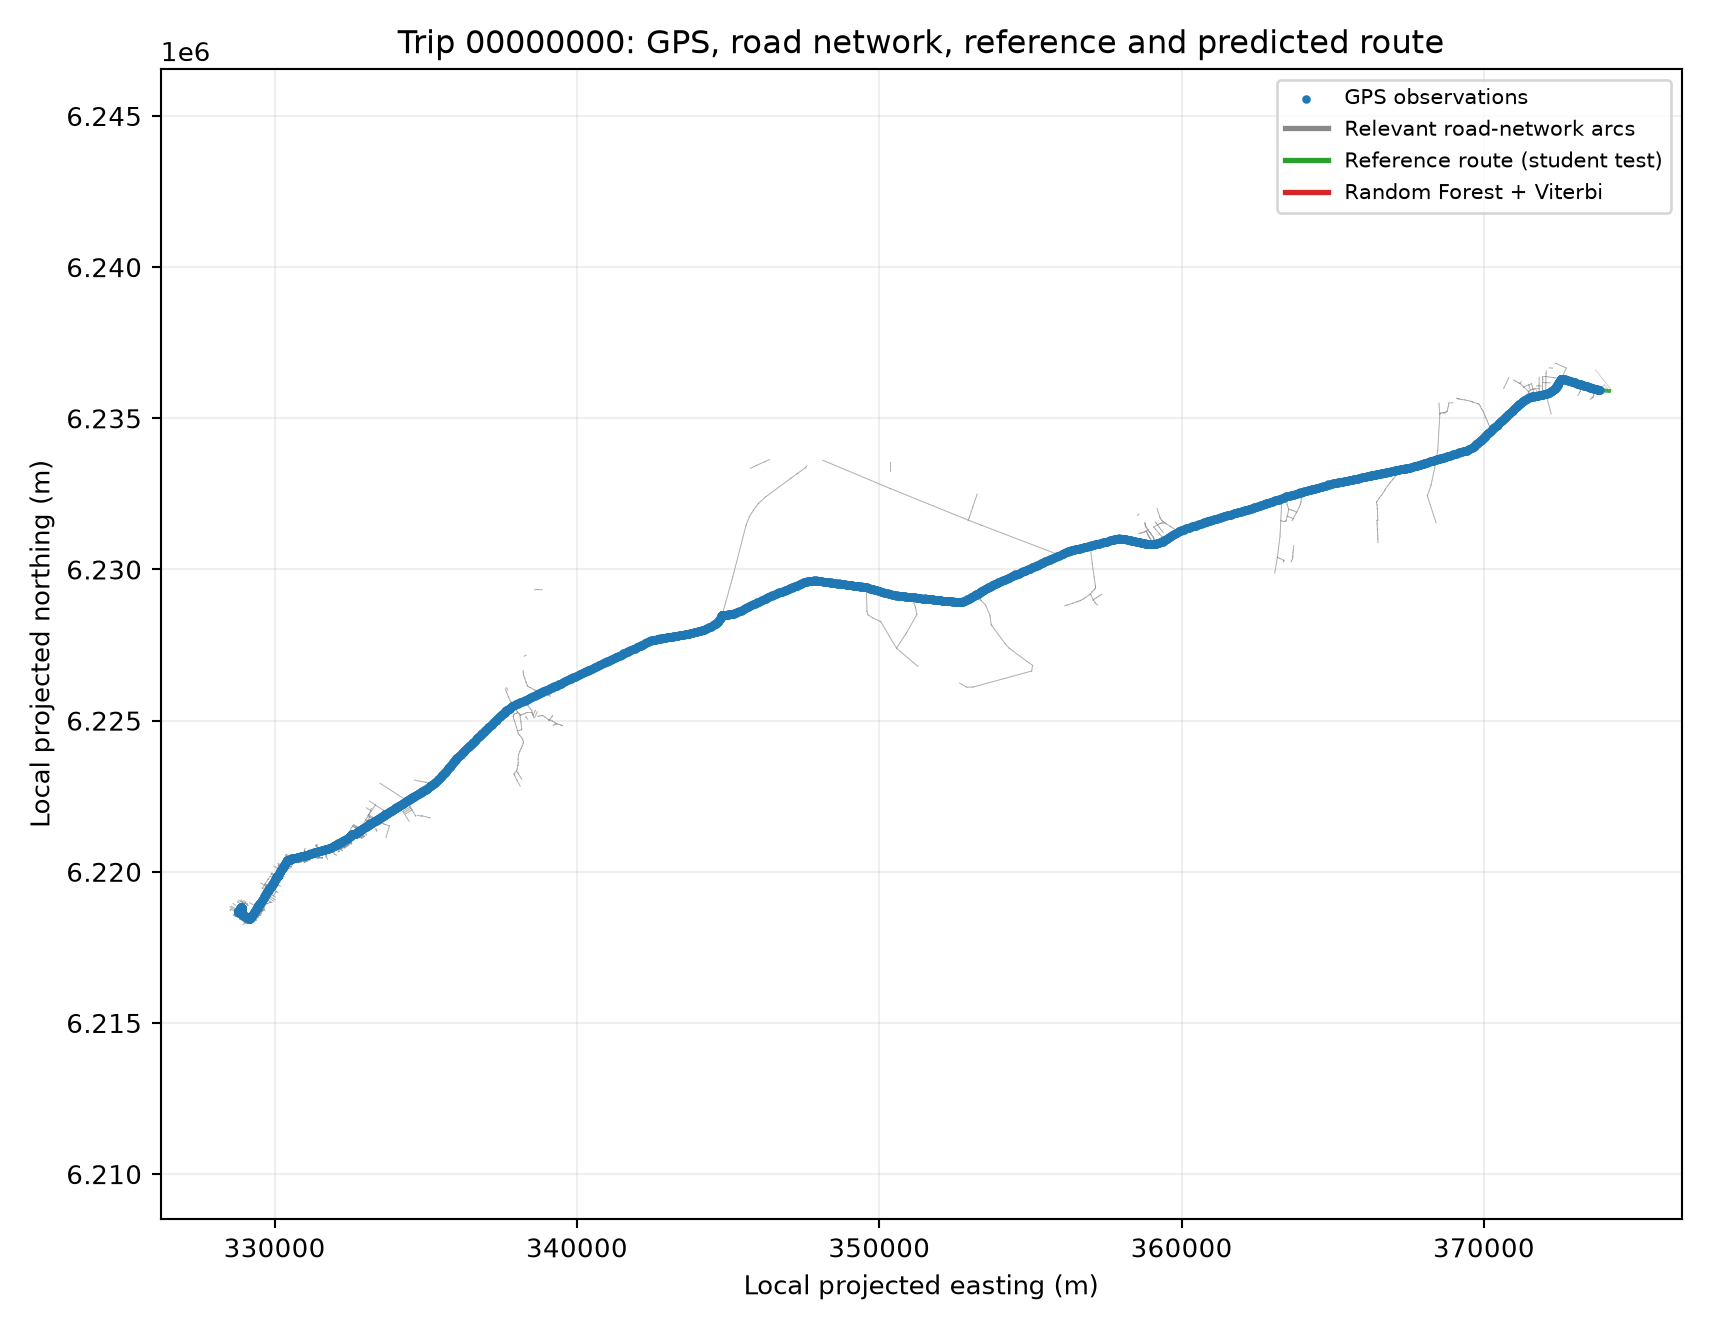 Trip 00000000: GPS, road network, reference and predicted route
1e6
GPS observations
Relevant road-network arcs
Reference route (student test)
Random Forest + Viterbi
6.245
6.240
6.235
6.230
6.225
6.220
6.215
6.210
Local projected northing (m)
330000 340000 350000 360000 370000
Local projected easting (m)